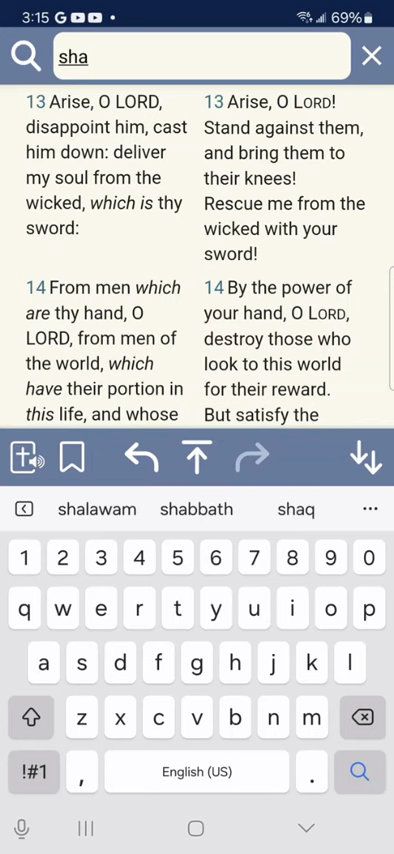 3:15 G • 69%
sha
13 Arise, O LORD,
disappoint him, cast
him down: deliver
my soul from the
wicked, which is thy
sword:
14 From men which
are thy hand, O
LORD, from men of
the world, which
have their portion in
this life, and whose
13 Arise, O LORD!
Stand against them,
and bring them to
their knees!
Rescue me from the
wicked with your
sword!
14 By the power of
your hand, O LORD,
destroy those who
look to this world
for their reward.
But satisfy the
shalawam shabbath shaq ...
1 2 3 4 5 6 7 8 9 0
q w e r t y u i o p
a s d f g h j k l
z x c v b n m
!#1 , English (US) .